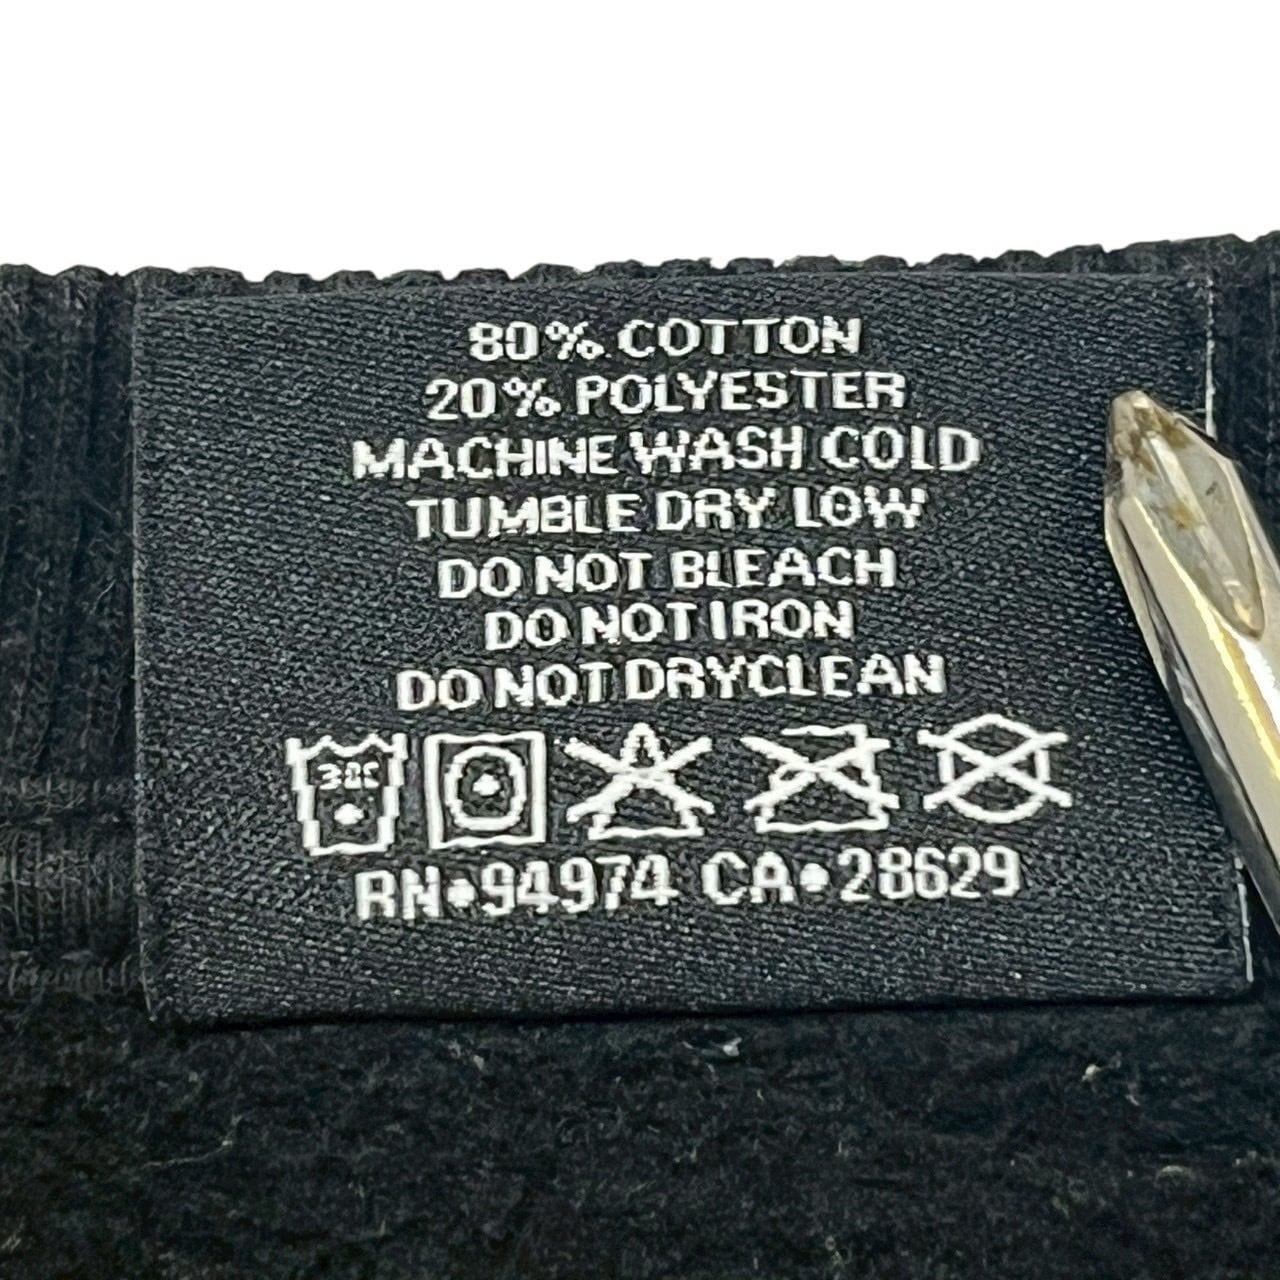 80% COTTON
20% POLYESTER
MACHINE WASH COLD
TUMBLE DRY LOW
DO NOT BLEACH
DO NOT IRON
DO NOT DRYCLEAN
30C
RN•94974 CA•28629